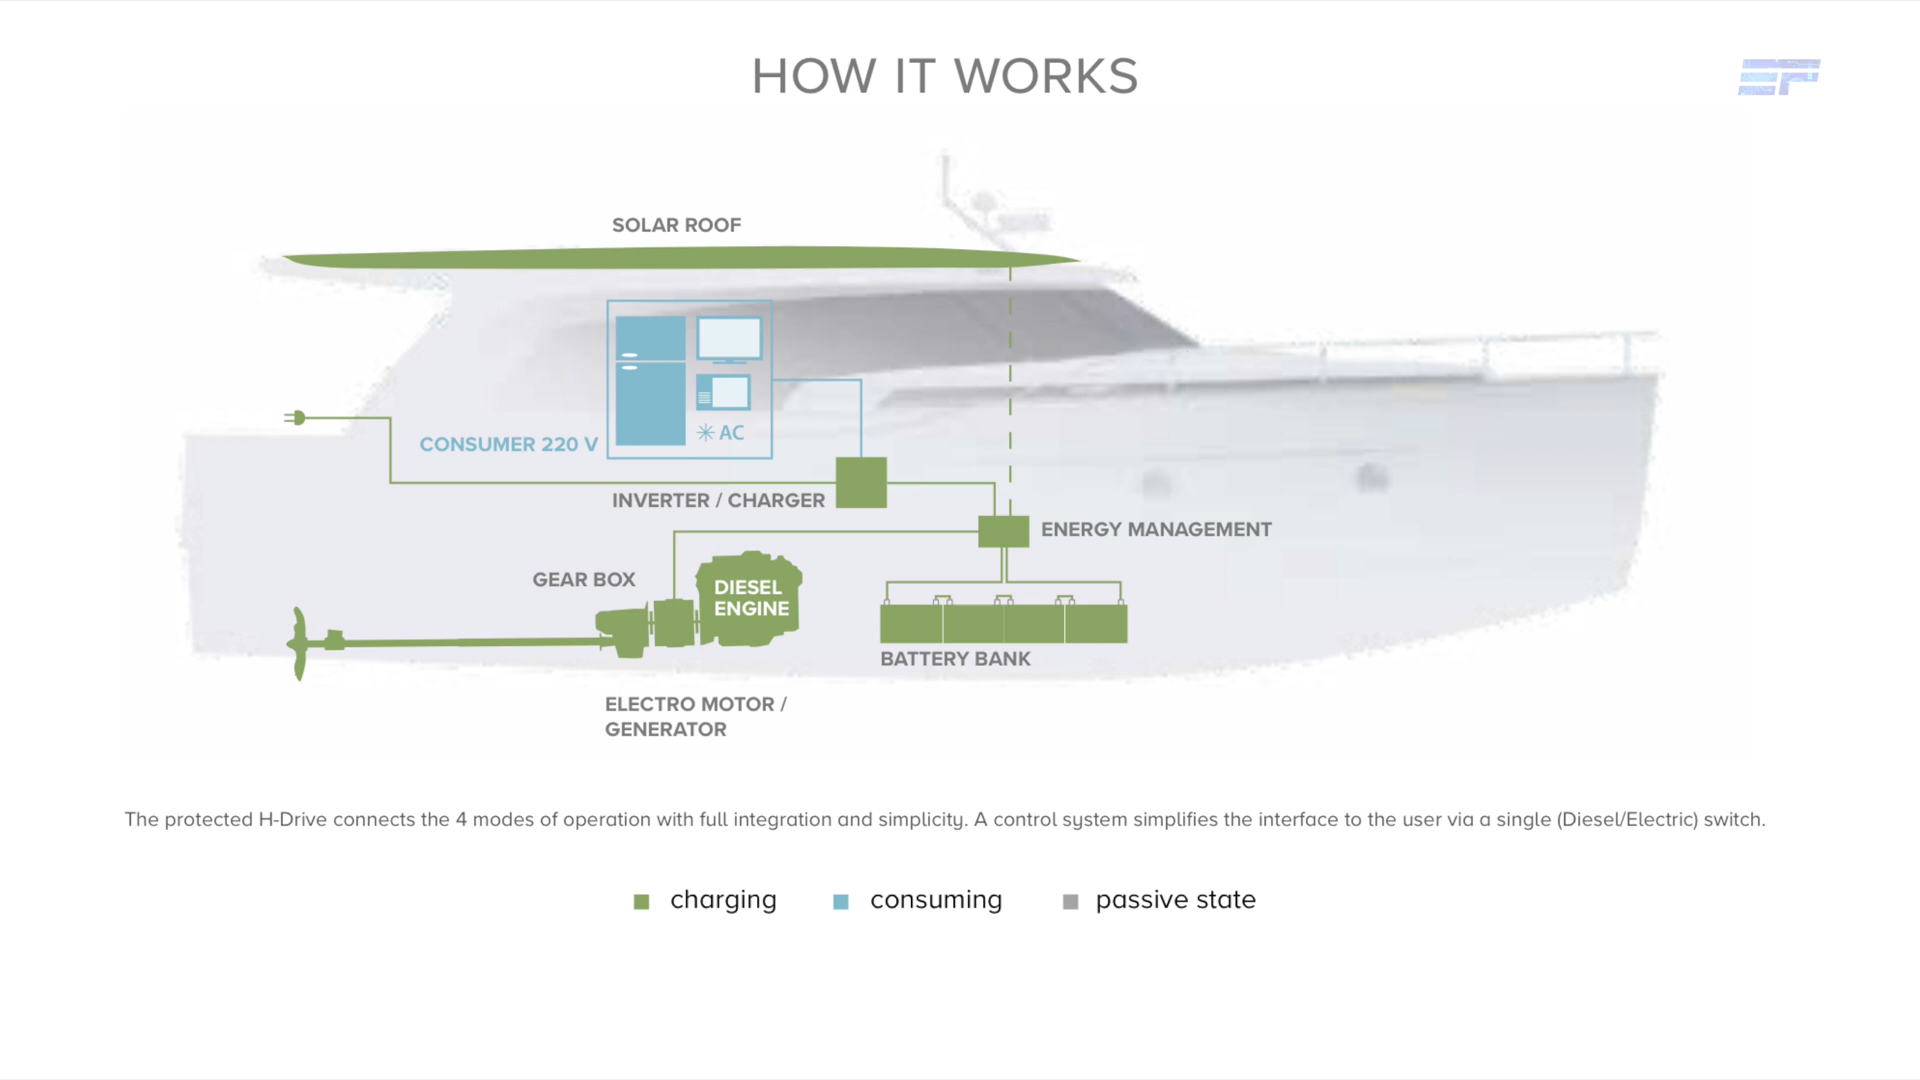 HOW IT WORKS
EP
SOLAR ROOF
AC
CONSUMER 220 V
INVERTER / CHARGER
ENERGY MANAGEMENT
GEAR BOX
DIESEL
ENGINE
BATTERY BANK
ELECTRO MOTOR /
GENERATOR
The protected H-Drive connects the 4 modes of operation with full integration and simplicity. A control system simplifies the interface to the user via a single (Diesel/Electric) switch.
charging
consuming
passive state